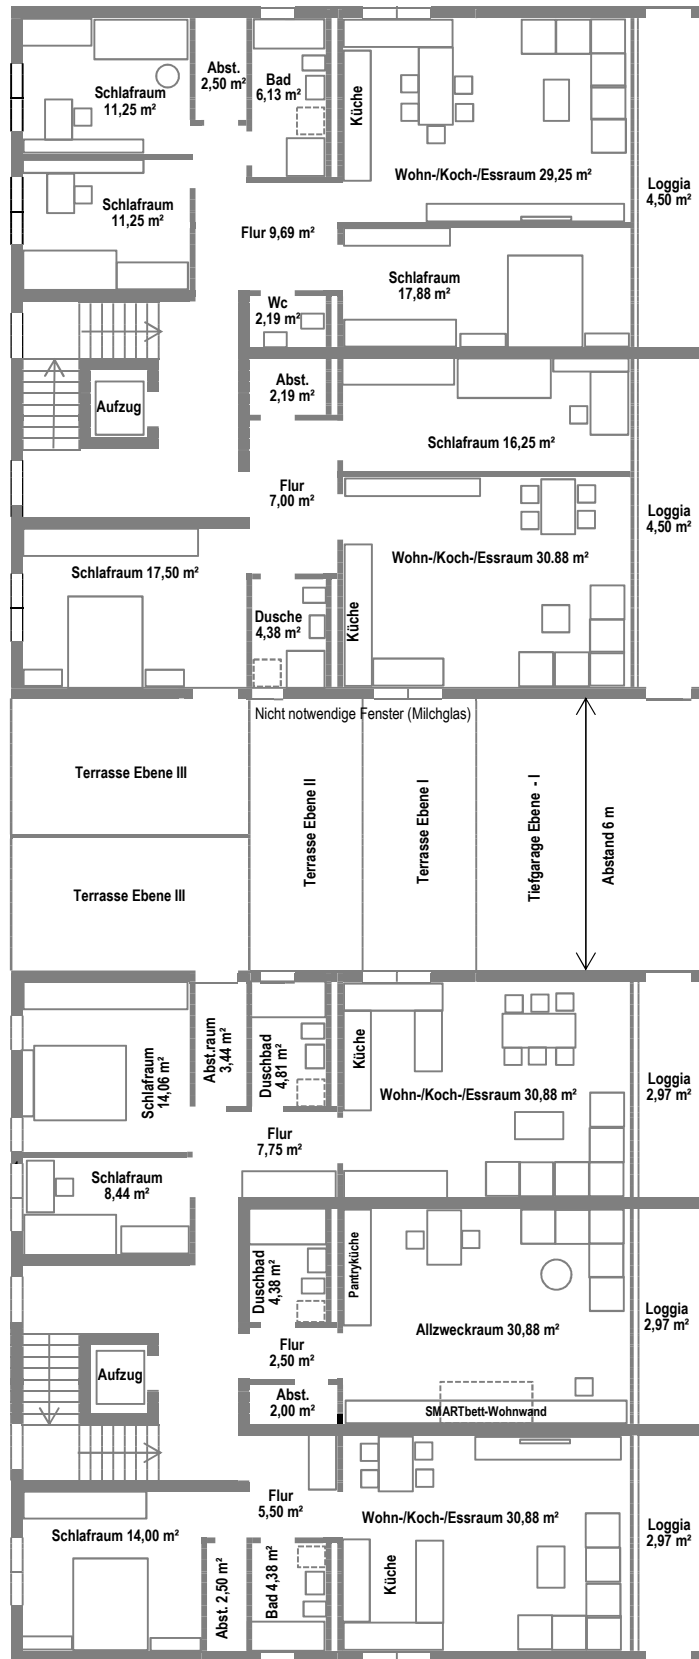 Schlafraum
11,25 m²
Abst.
2,50 m²
Bad
6,13 m²
Küche
Wohn-/Koch-/Essraum 29,25 m²
Loggia
4,50 m²
Schlafraum
11,25 m²
Flur 9,69 m²
Schlafraum
17,88 m²
Wc
2,19 m²
Aufzug
Abst.
2,19 m²
Schlafraum 16,25 m²
Flur
7,00 m²
Loggia
4,50 m²
Wohn-/Koch-/Essraum 30.88 m²
Schlafraum 17,50 m²
Dusche
4,38 m²
Küche
Nicht notwendige Fenster (Milchglas)
Terrasse Ebene III
Terrasse Ebene II
Terrasse Ebene I
Tiefgarage Ebene - I
Abstand 6 m
Terrasse Ebene III
Schlafraum
14,06 m²
Abst.raum
3,44 m²
Duschbad
4,81 m²
Küche
Wohn-/Koch-/Essraum 30,88 m²
Loggia
2,97 m²
Flur
7,75 m²
Schlafraum
8,44 m²
Duschbad
4,38 m²
Pantryküche
Allzweckraum 30,88 m²
Loggia
2,97 m²
Flur
2,50 m²
Aufzug
Abst.
2,00 m²
SMARTbett-Wohnwand
Flur
5,50 m²
Wohn-/Koch-/Essraum 30,88 m²
Loggia
2,97 m²
Schlafraum 14,00 m²
Abst. 2,50 m²
Bad 4,38 m²
Küche